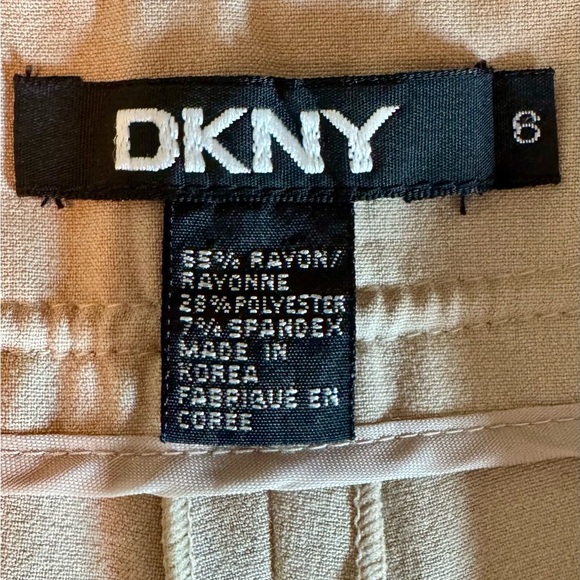 DKNY
6
65% RAYON/
RAYONNE
28% POLYESTER
7% SPANDEX
MADE IN
KOREA
FABRIQUE EN
COREE